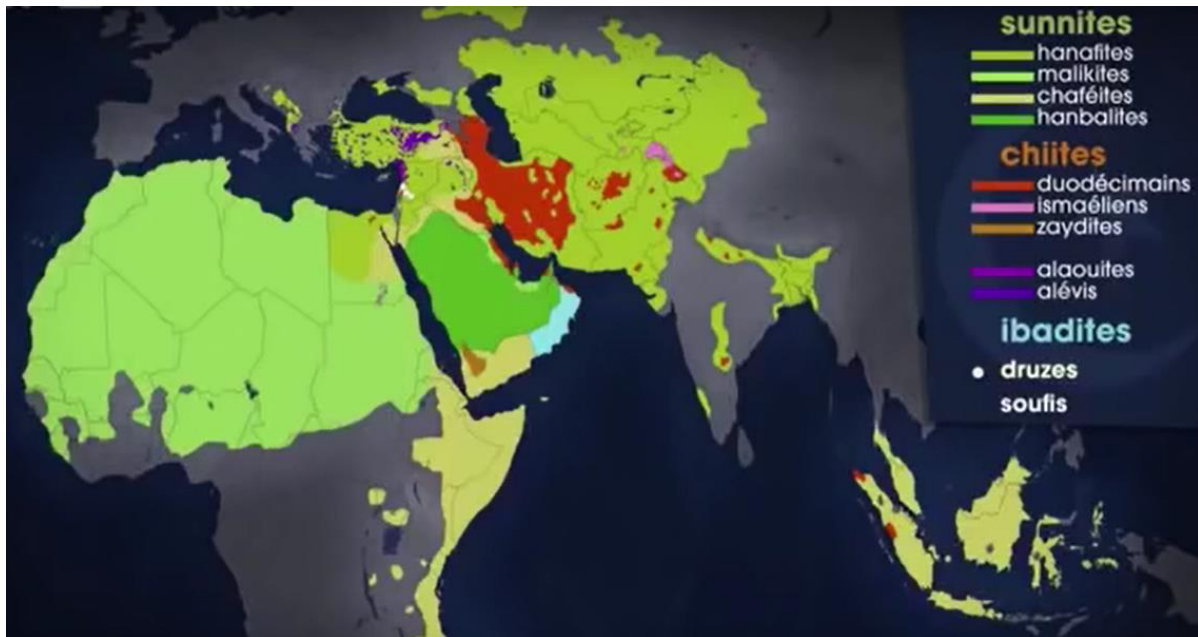 sunnites
hanafites
malikites
chaféites
hanbalites
chiites
duodécimains
ismaéliens
zaydites
alaouites
alévis
ibadites
druzes
soufis